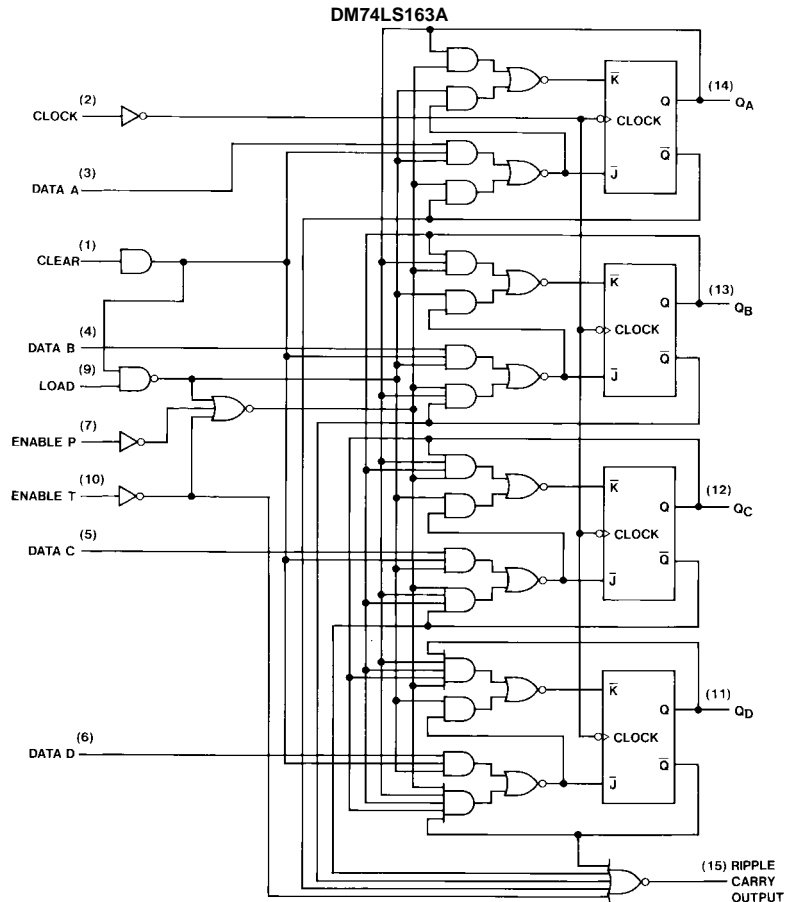 DM74LS163A
(2)
CLOCK
K̅
Q
(14)
QA
CLOCK
(3)
DATA A
Q̅
J̅
(1)
CLEAR
K̅
Q
(13)
QB
CLOCK
(4)
DATA B
Q̅
J̅
(9)
LOAD
(7)
ENABLE P
(10)
ENABLE T
K̅
Q
(12)
QC
CLOCK
(5)
DATA C
Q̅
J̅
K̅
Q
(11)
QD
CLOCK
(6)
DATA D
Q̅
J̅
(15) RIPPLE
CARRY
OUTPUT